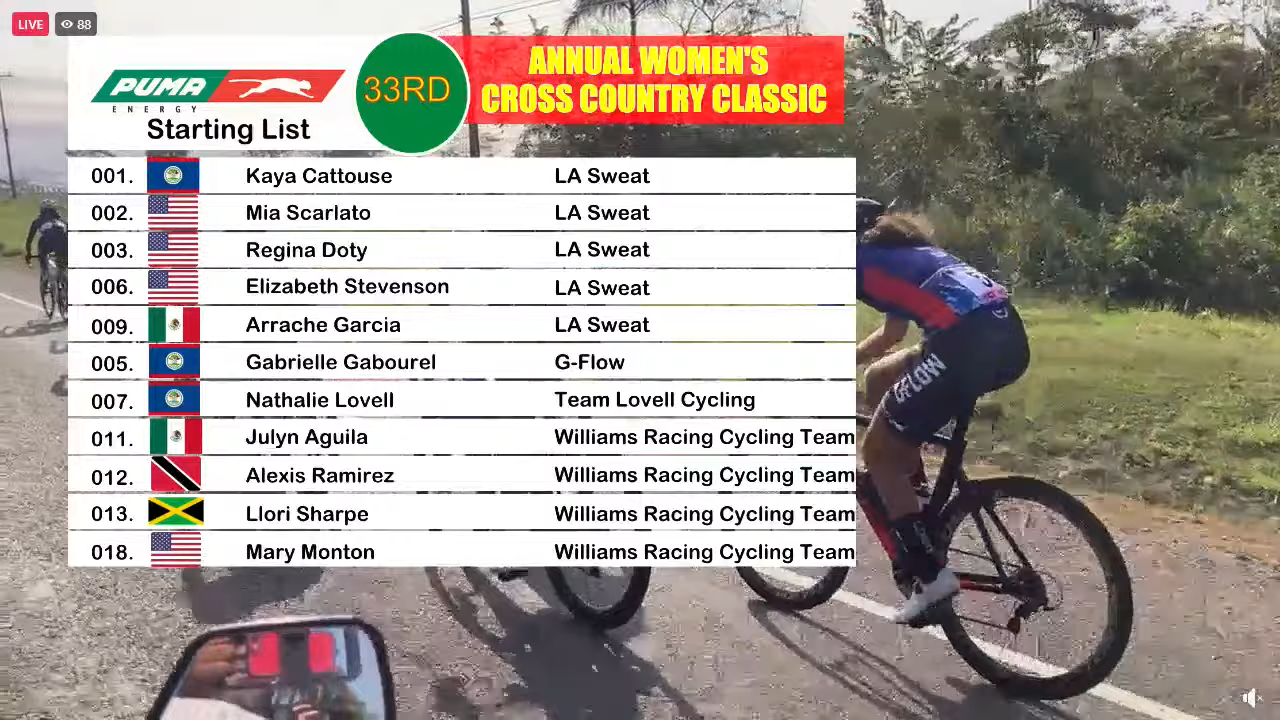 LIVE 88
PUMA
ENERGY
Starting List
33RD
ANNUAL WOMEN'S
CROSS COUNTRY CLASSIC
001. Kaya Cattouse LA Sweat
002. Mia Scarlato LA Sweat
003. Regina Doty LA Sweat
006. Elizabeth Stevenson LA Sweat
009. Arrache Garcia LA Sweat
005. Gabrielle Gabourel G-Flow
007. Nathalie Lovell Team Lovell Cycling
011. Julyn Aguila Williams Racing Cycling Team
012. Alexis Ramirez Williams Racing Cycling Team
013. Llori Sharpe Williams Racing Cycling Team
018. Mary Monton Williams Racing Cycling Team
G-FLOW